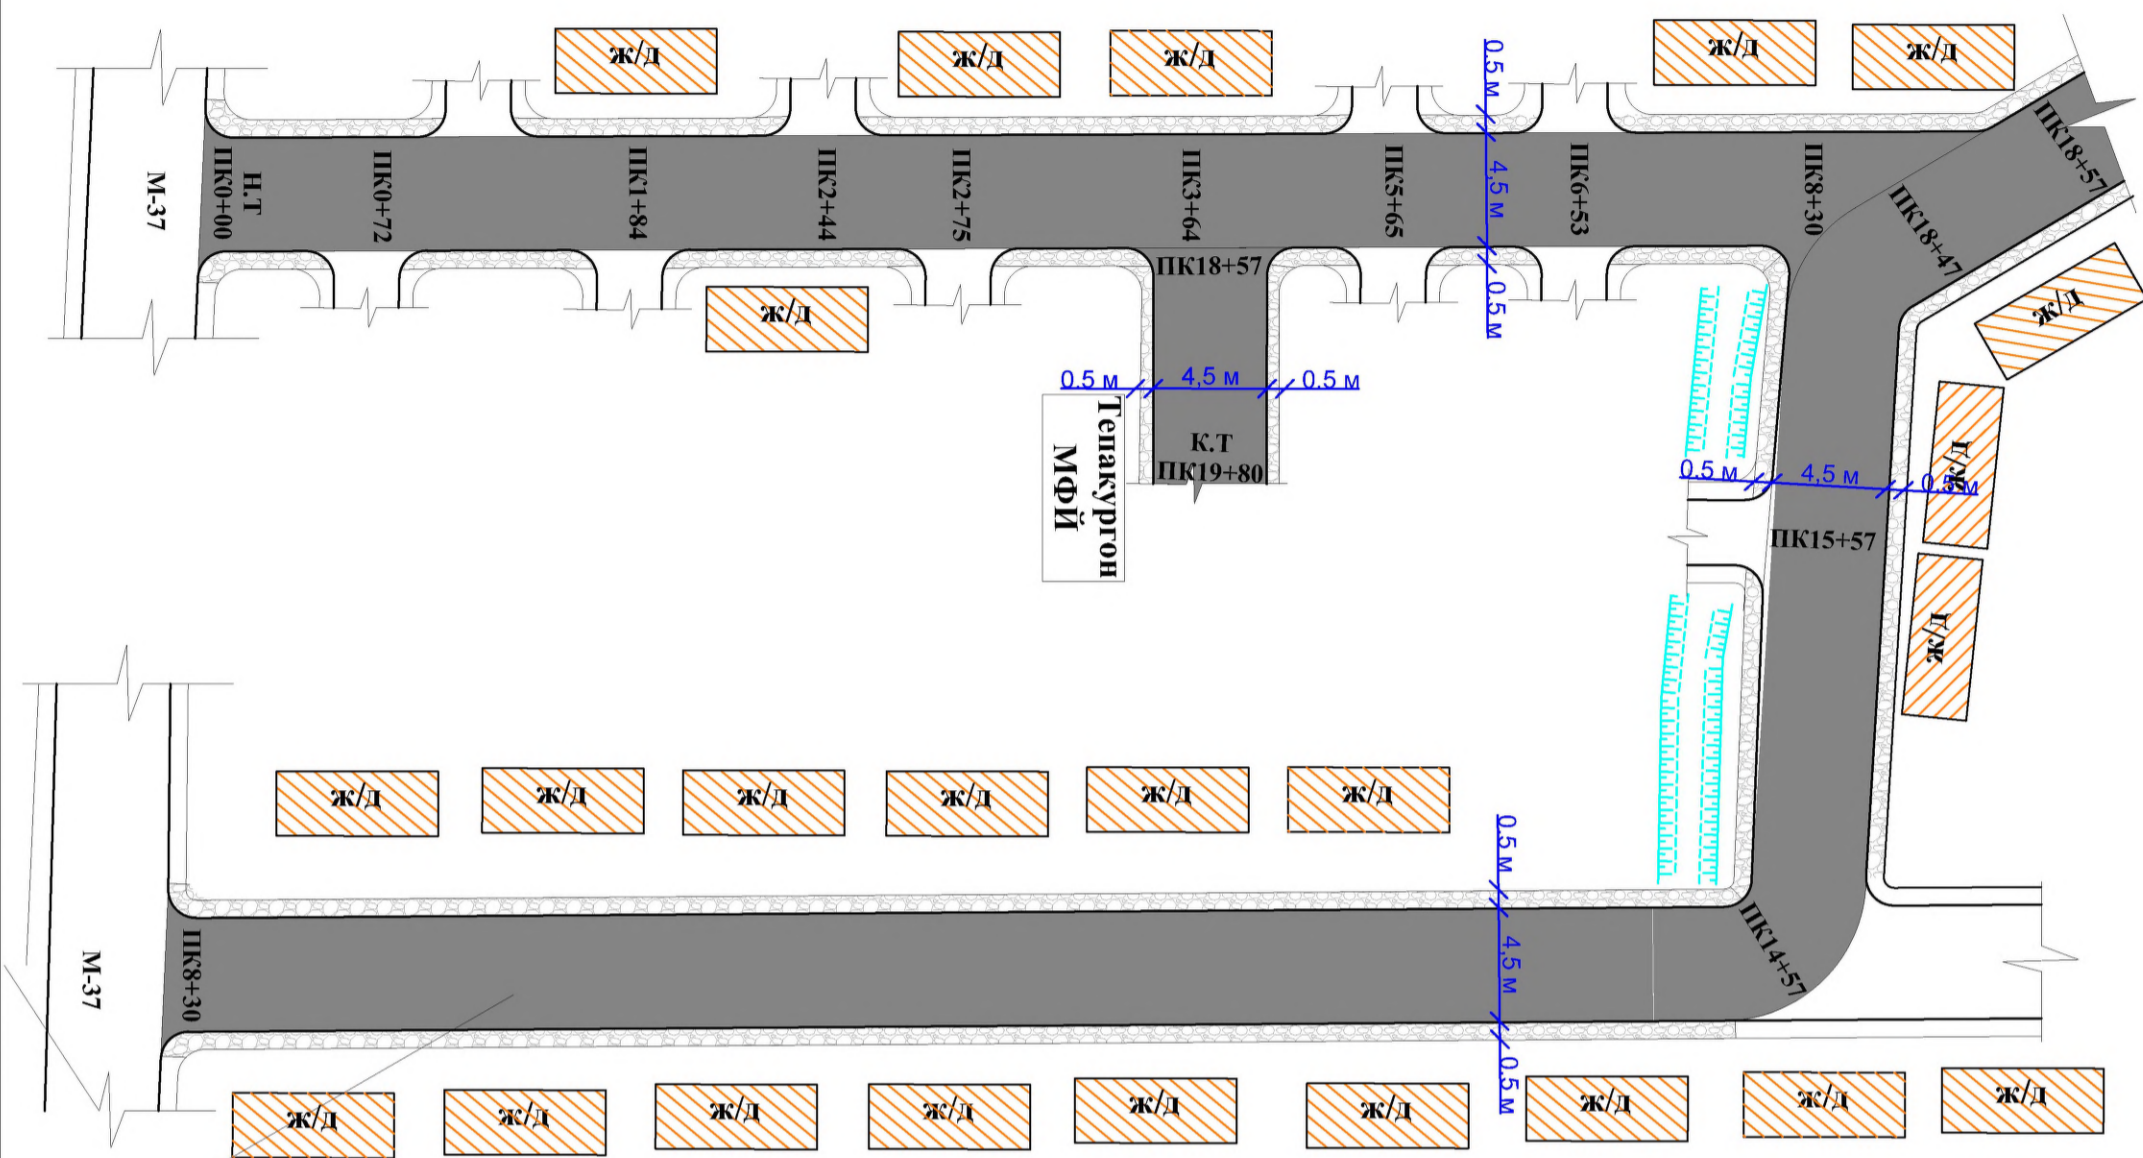 ж/д
ж/д
ж/д
ж/д
ж/д
0.5 м
4,5 м
0.5 м
М-37
Н.Т
ПК0+00
ПК0+72
ПК1+84
ПК2+44
ПК2+75
ПК3+64
ПК5+65
ПК6+53
ПК8+30
ПК18+57
ПК18+47
ПК18+57
ж/д
ж/д
0.5 м
4,5 м
0.5 м
К.Т
ПК19+80
Тепакургон
МФЙ
ж/д
0.5 м
4,5 м
0.5 м
ПК15+57
ж/д
ж/д
ж/д
ж/д
ж/д
ж/д
ж/д
0.5 м
4,5 м
0.5 м
М-37
ПК8+30
ПК14+57
ж/д
ж/д
ж/д
ж/д
ж/д
ж/д
ж/д
ж/д
ж/д